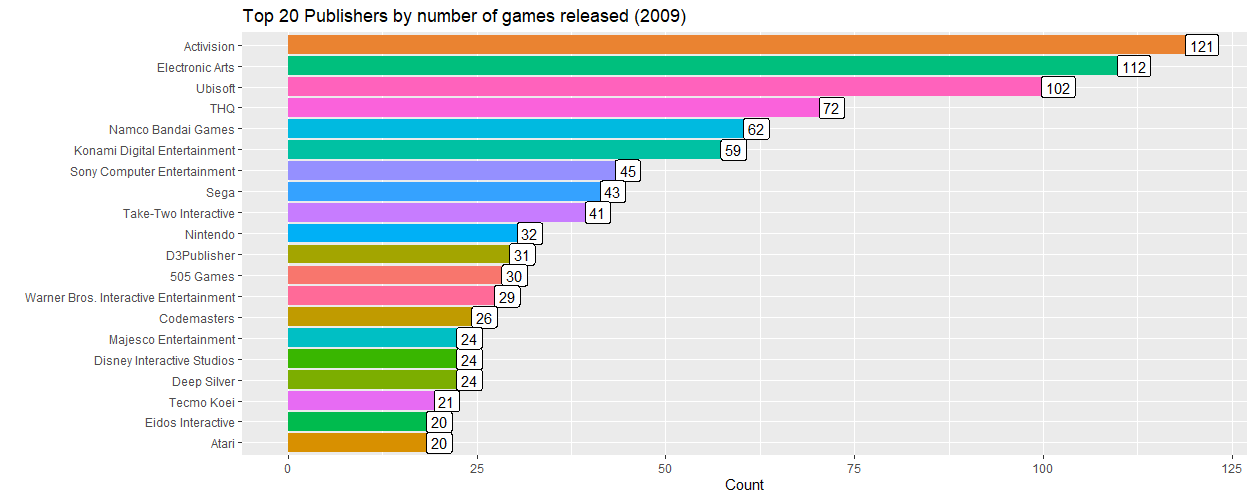 Top 20 Publishers by number of games released (2009)
Activision 121
Electronic Arts 112
Ubisoft 102
THQ 72
Namco Bandai Games 62
Konami Digital Entertainment 59
Sony Computer Entertainment 45
Sega 43
Take-Two Interactive 41
Nintendo 32
D3Publisher 31
505 Games 30
Warner Bros. Interactive Entertainment 29
Codemasters 26
Majesco Entertainment 24
Disney Interactive Studios 24
Deep Silver 24
Tecmo Koei 21
Eidos Interactive 20
Atari 20
0 25 50 75 100 125
Count